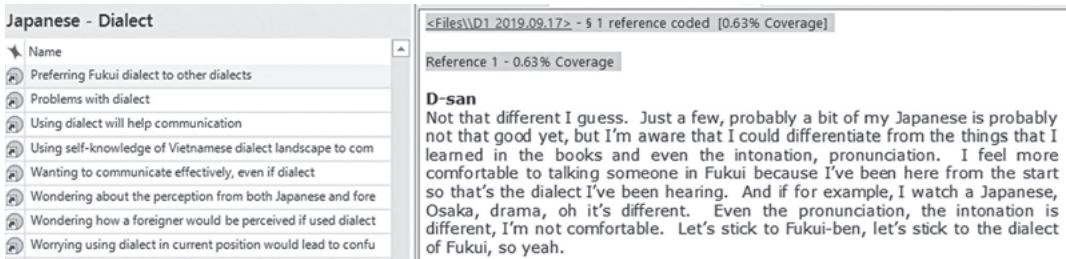 Japanese - Dialect
Name
Preferring Fukui dialect to other dialects
Problems with dialect
Using dialect will help communication
Using self-knowledge of Vietnamese dialect landscape to com
Wanting to communicate effectively, even if dialect
Wondering about the perception from both Japanese and fore
Wondering how a foreigner would be perceived if used dialect
Worrying using dialect in current position would lead to confu
<Files\\D1 2019.09.17> - § 1 reference coded [0.63% Coverage]
Reference 1 - 0.63% Coverage
D-san
Not that different I guess. Just a few, probably a bit of my Japanese is probably
not that good yet, but I'm aware that I could differentiate from the things that I
learned in the books and even the intonation, pronunciation. I feel more
comfortable to talking someone in Fukui because I've been here from the start
so that's the dialect I've been hearing. And if for example, I watch a Japanese,
Osaka, drama, oh it's different. Even the pronunciation, the intonation is
different, I'm not comfortable. Let's stick to Fukui-ben, let's stick to the dialect
of Fukui, so yeah.